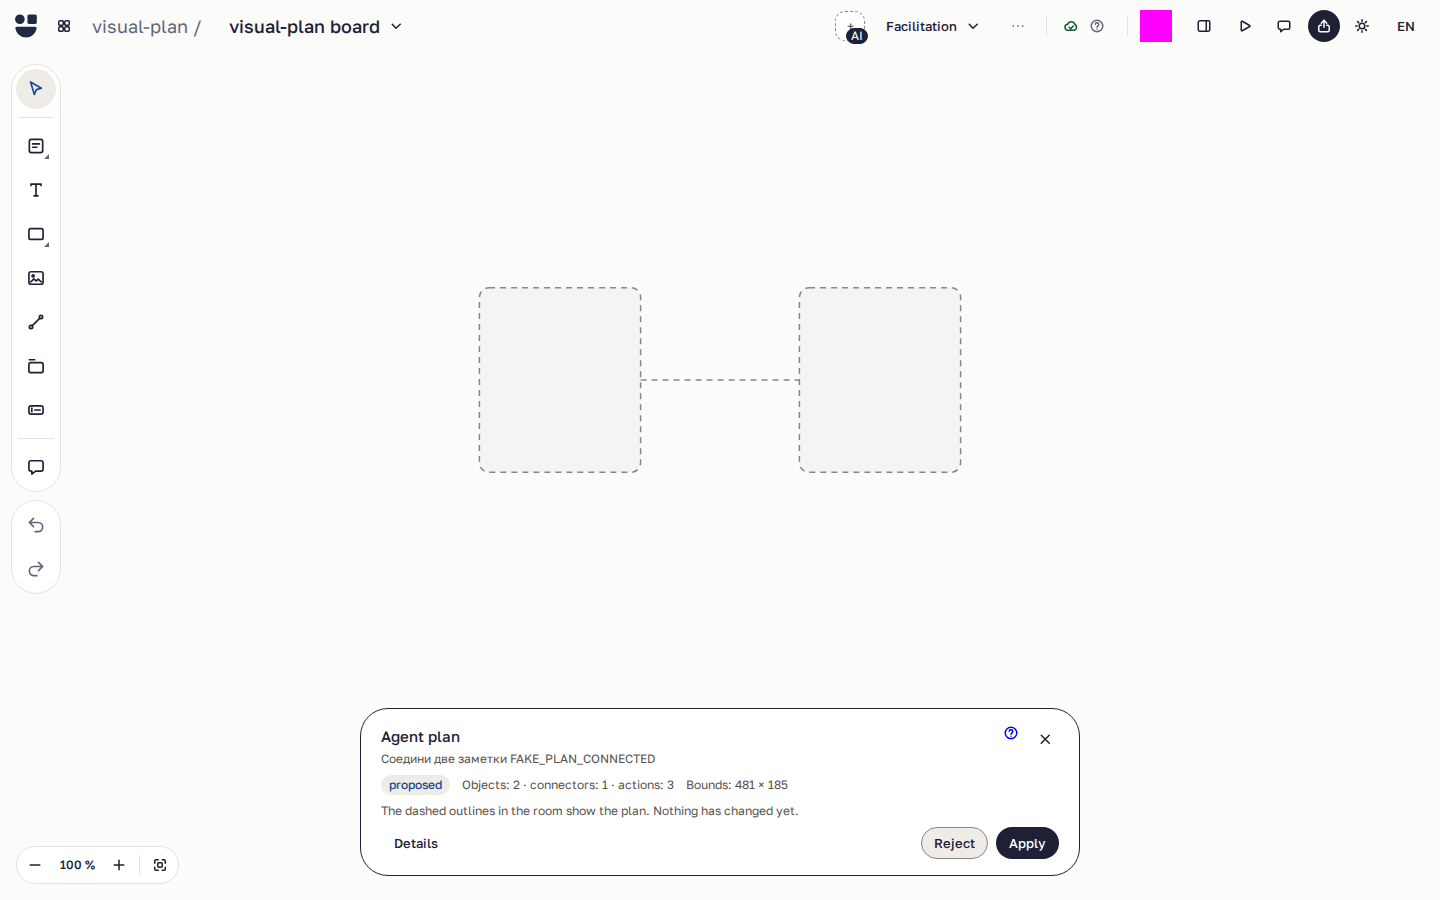 visual-plan / visual-plan board
+ AI
Facilitation
EN
Agent plan
Соедини две заметки FAKE_PLAN_CONNECTED
proposed Objects: 2 · connectors: 1 · actions: 3 Bounds: 481 × 185
The dashed outlines in the room show the plan. Nothing has changed yet.
Details Reject Apply
100 %